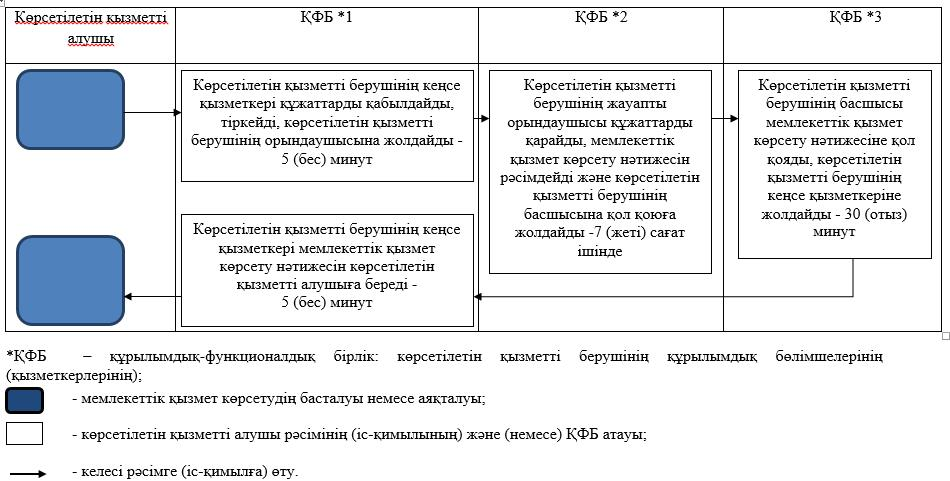 Көрсетілетін қызметті
алушы
ҚФБ *1
ҚФБ *2
ҚФБ *3
Көрсетілетін қызметті берушінің кеңсе
қызметкері құжаттарды қабылдайды,
тіркейді, көрсетілетін қызметті
берушінің орындаушысына жолдайды -
5 (бес) минут
Көрсетілетін қызметті
берушінің жауапты
орындаушысы құжаттарды
қарайды, мемлекеттік
қызмет көрсету нәтижесін
рәсімдейді және көрсетілетін
қызметті берушінің
басшысына қол қоюға
жолдайды -7 (жеті) сағат
ішінде
Көрсетілетін қызметті
берушінің басшысы
мемлекеттік қызмет
көрсету нәтижесіне қол
қояды, көрсетілетін
қызметті берушінің
кеңсе қызметкеріне
жолдайды - 30 (отыз)
минут
Көрсетілетін қызметті берушінің кеңсе
қызметкері мемлекеттік қызмет
көрсету нәтижесін көрсетілетін
қызметті алушыға береді -
5 (бес) минут
*ҚФБ – құрылымдық-функционалдық бірлік: көрсетілетін қызметті берушінің құрылымдық бөлімшелерінің
(қызметкерлерінің);
- мемлекеттік қызмет көрсетудің басталуы немесе аяқталуы;
- көрсетілетін қызметті алушы рәсімінің (іс-қимылының) және (немесе) ҚФБ атауы;
- келесі рәсімге (іс-қимылға) өту.